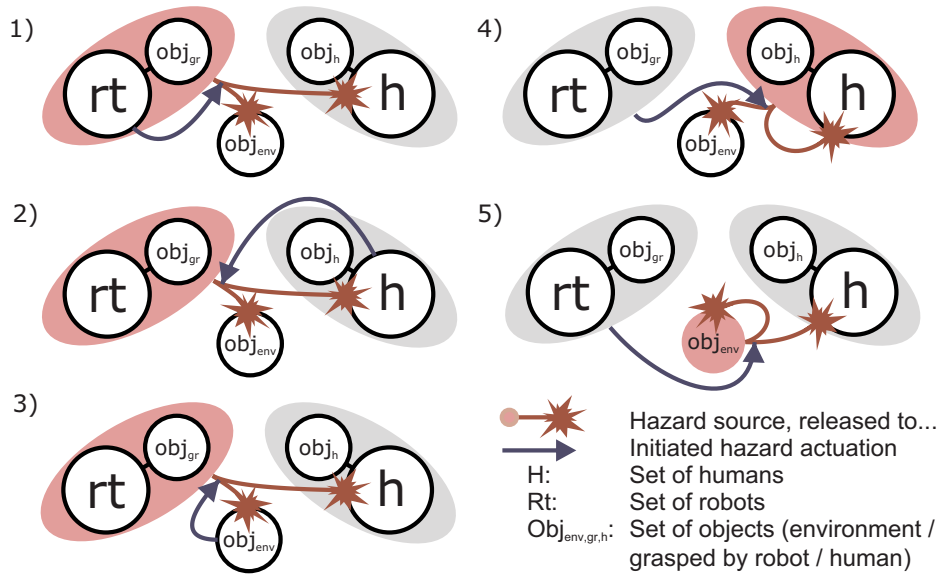 1)
obj_gr
obj_h
rt
h
obj_env
2)
obj_gr
obj_h
rt
h
obj_env
3)
obj_gr
obj_h
rt
h
obj_env
4)
obj_gr
obj_h
rt
h
obj_env
5)
obj_gr
obj_h
rt
h
obj_env
Hazard source, released to...
Initiated hazard actuation
H: Set of humans
Rt: Set of robots
Obj_env,gr,h: Set of objects (environment /
grasped by robot / human)